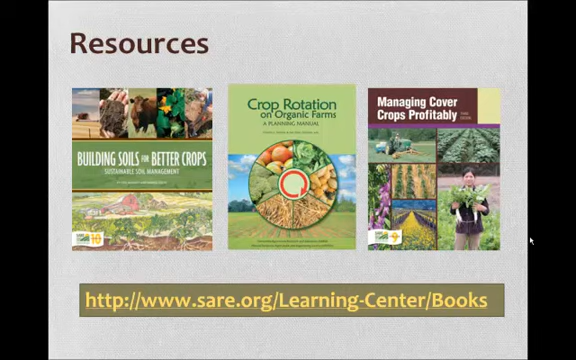 Resources
BUILDING SOILS FOR BETTER CROPS
SUSTAINABLE SOIL MANAGEMENT
Crop Rotation
on Organic Farms
A PLANNING MANUAL
Managing Cover
Crops Profitably
http://www.sare.org/Learning-Center/Books